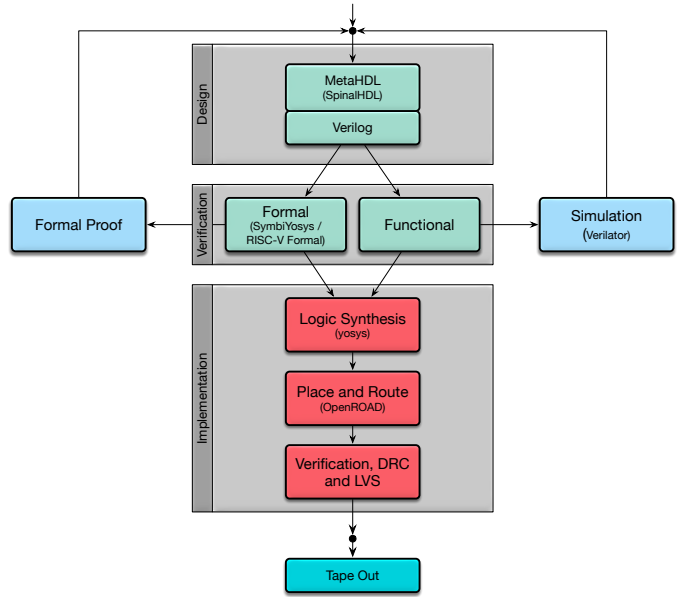 Design
MetaHDL
(SpinalHDL)
Verilog
Verification
Formal Proof
Formal
(SymbiYosys /
RISC-V Formal)
Functional
Simulation
(Verilator)
Implementation
Logic Synthesis
(yosys)
Place and Route
(OpenROAD)
Verification, DRC
and LVS
Tape Out